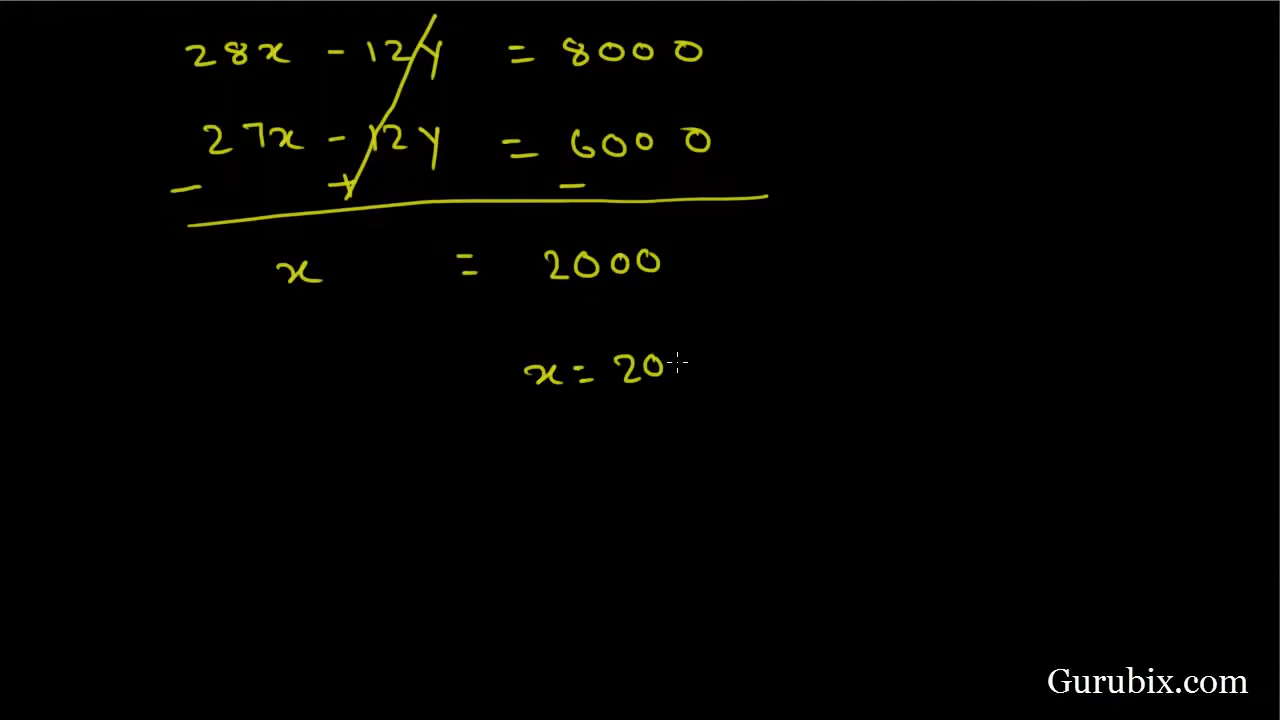 28x - 12y = 8000
27x - 12y = 6000
- + -
x = 2000
x = 20
Gurubix.com